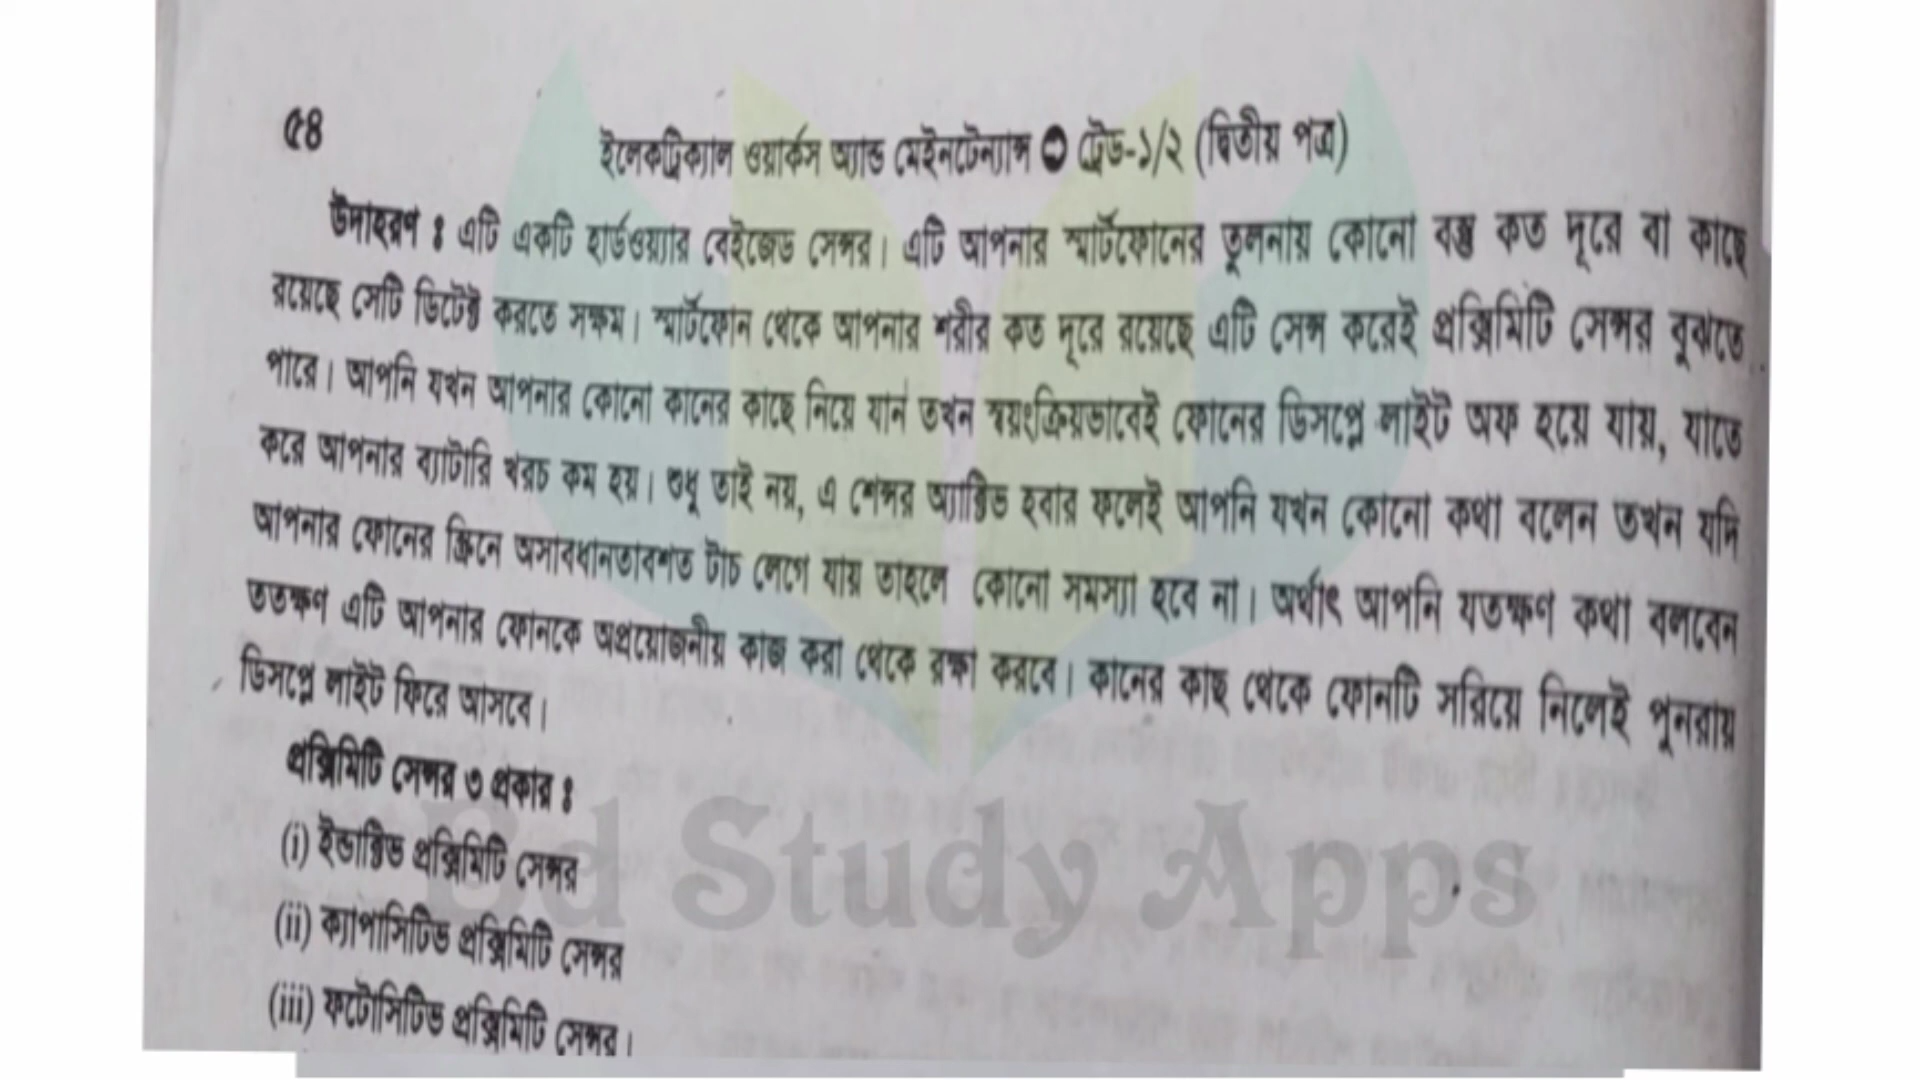 ৫৪
ইলেকট্রিক্যাল ওয়ার্কস অ্যান্ড মেইনটেন্যান্স ➲ ট্রেড-১/২ (দ্বিতীয় পত্র)
উদাহরণ : এটি একটি হার্ডওয়্যার বেইজেড সেন্সর। এটি আপনার স্মার্টফোনের তুলনায় কোনো বস্তু কত দূরে বা কাছে
রয়েছে সেটি ডিটেক্ট করতে সক্ষম। স্মার্টফোন থেকে আপনার শরীর কত দূরে রয়েছে এটি সেন্স করেই প্রক্সিমিটি সেন্সর বুঝতে
পারে। আপনি যখন আপনার কোনো কানের কাছে নিয়ে যান তখন স্বয়ংক্রিয়ভাবেই ফোনের ডিসপ্লে লাইট অফ হয়ে যায়, যাতে
করে আপনার ব্যাটারি খরচ কম হয়। শুধু তাই নয়, এ শেন্সর অ্যাক্টিভ হবার ফলেই আপনি যখন কোনো কথা বলেন তখন যদি
আপনার ফোনের স্ক্রিনে অসাবধানতাবশত টাচ লেগে যায় তাহলে কোনো সমস্যা হবে না। অর্থাৎ আপনি যতক্ষণ কথা বলবেন
ততক্ষণ এটি আপনার ফোনকে অপ্রয়োজনীয় কাজ করা থেকে রক্ষা করবে। কানের কাছ থেকে ফোনটি সরিয়ে নিলেই পুনরায়
ডিসপ্লে লাইট ফিরে আসবে।
প্রক্সিমিটি সেন্সর ৩ প্রকার :
(i) ইন্ডাক্টিভ প্রক্সিমিটি সেন্সর
(ii) ক্যাপাসিটিভ প্রক্সিমিটি সেন্সর
(iii) ফটোসিটিভ প্রক্সিমিটি সেন্সর।
Bd Study Apps